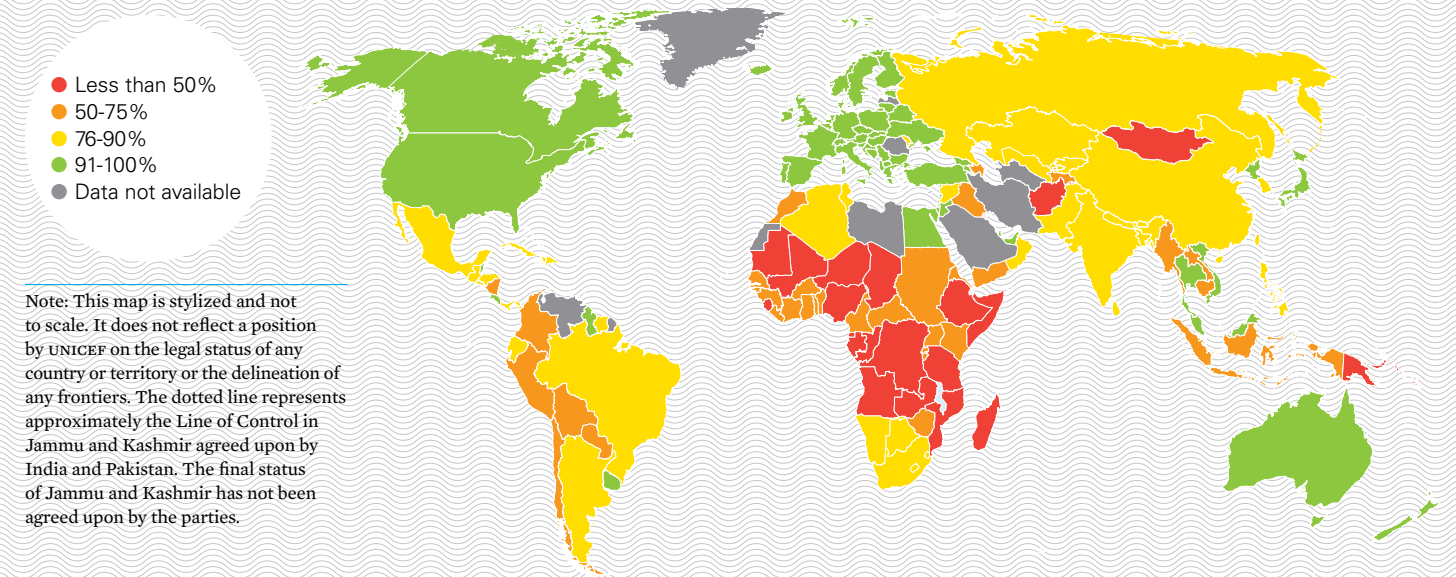 Less than 50%
50-75%
76-90%
91-100%
Data not available
Note: This map is stylized and not
to scale. It does not reflect a position
by UNICEF on the legal status of any
country or territory or the delineation of
any frontiers. The dotted line represents
approximately the Line of Control in
Jammu and Kashmir agreed upon by
India and Pakistan. The final status
of Jammu and Kashmir has not been
agreed upon by the parties.